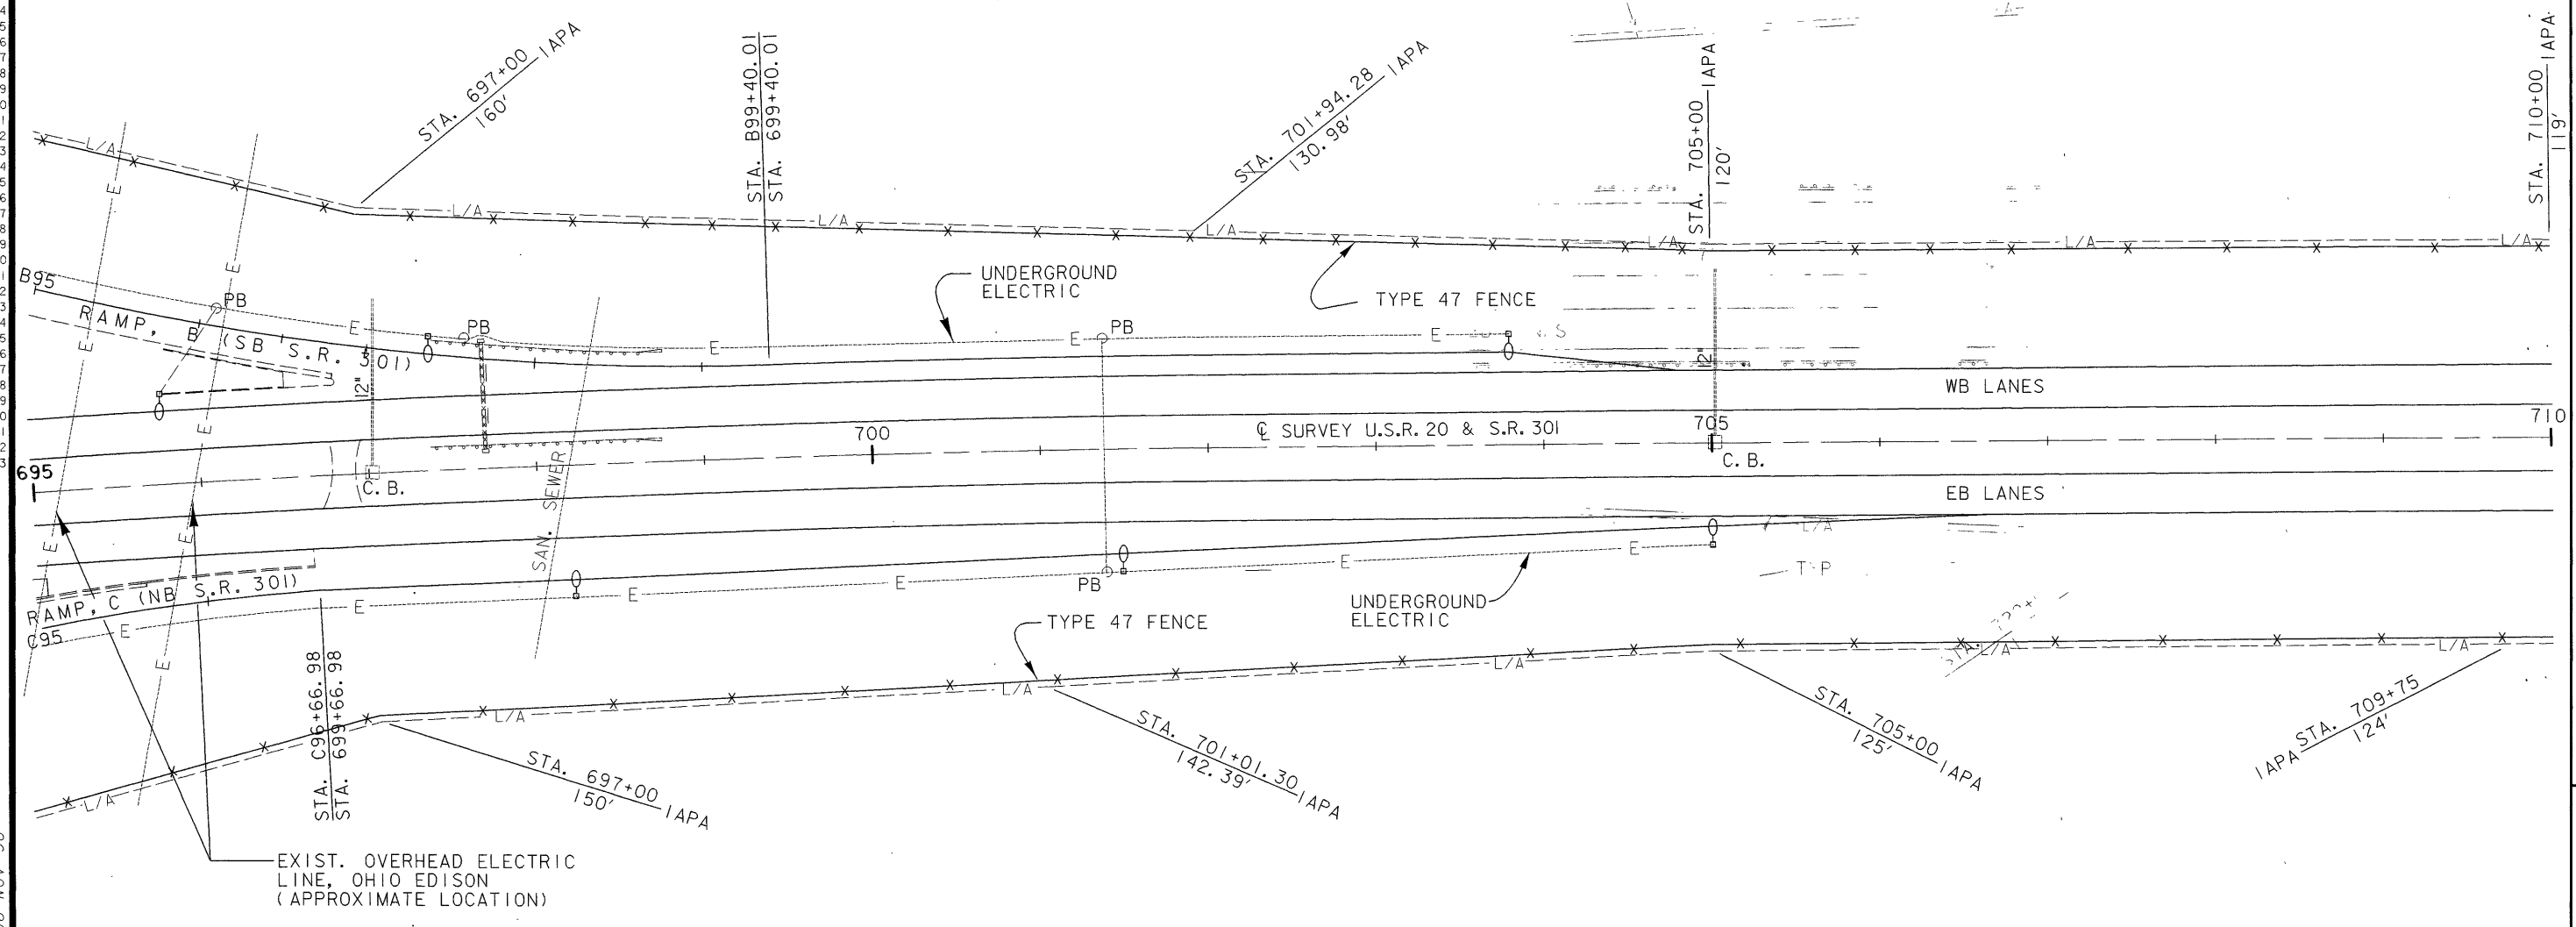 STA. 697+00
160'
IAPA
STA. B99+40.01
STA. 699+40.01
STA. 701+94.28
130.98'
IAPA
STA. 705+00
120'
IAPA
STA. 710+00
119'
IAPA
L/A
L/A
L/A
L/A
L/A
L/A
L/A
E
E
B95
PB
RAMP, B (SB S.R. 301)
E
PB
E
UNDERGROUND
ELECTRIC
E
PB
E
TYPE 47 FENCE
12"
12"
WB LANES
E
E
695
700
℄ SURVEY U.S.R. 20 & S.R. 301
705
710
C.B.
C.B.
SAN. SEWER
EB LANES
E
E
L/A
RAMP, C (NB S.R. 301)
C95
E
E
E
E
PB
E
E
UNDERGROUND
ELECTRIC
TYPE 47 FENCE
E
L/A
L/A
L/A
L/A
L/A
L/A
STA. C96+66.98
STA. 699+66.98
STA. 697+00
150'
IAPA
STA. 701+01.30
142.39'
IAPA
STA. 705+00
125'
IAPA
IAPA
STA. 709+75
124'
EXIST. OVERHEAD ELECTRIC
LINE, OHIO EDISON
(APPROXIMATE LOCATION)